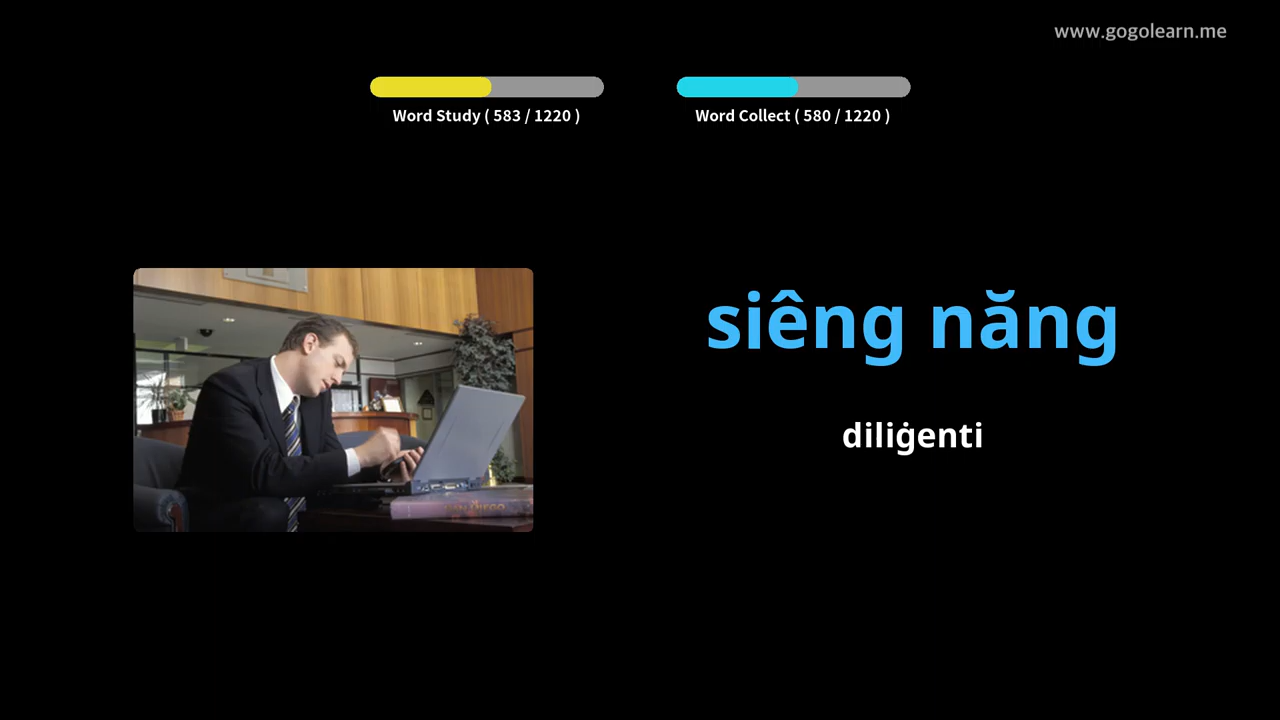 www.gogolearn.me
Word Study ( 583 / 1220 )
Word Collect ( 580 / 1220 )
siêng năng
diliġenti